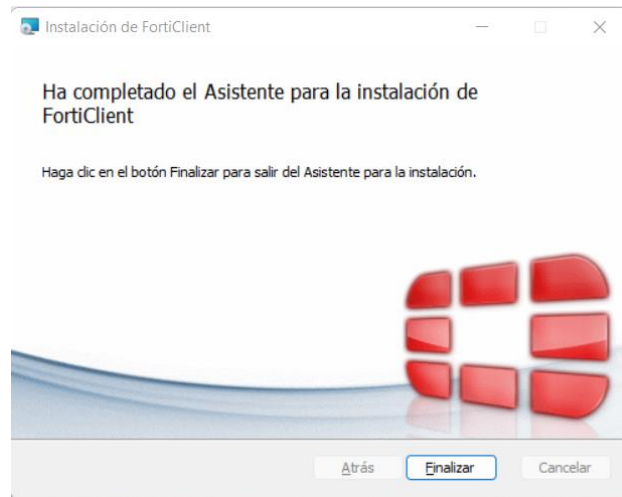 Instalación de FortiClient
Ha completado el Asistente para la instalación de
FortiClient
Haga clic en el botón Finalizar para salir del Asistente para la instalación.
Atrás
Finalizar
Cancelar